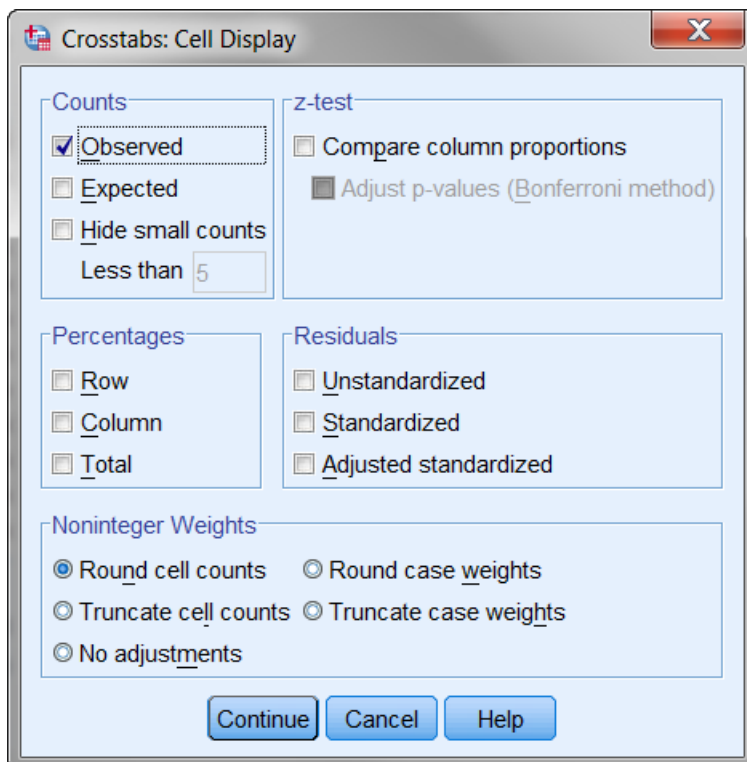 Crosstabs: Cell Display
Counts
Observed
Expected
Hide small counts
Less than 5
z-test
Compare column proportions
Adjust p-values (Bonferroni method)
Percentages
Row
Column
Total
Residuals
Unstandardized
Standardized
Adjusted standardized
Noninteger Weights
Round cell counts Round case weights
Truncate cell counts Truncate case weights
No adjustments
Continue Cancel Help